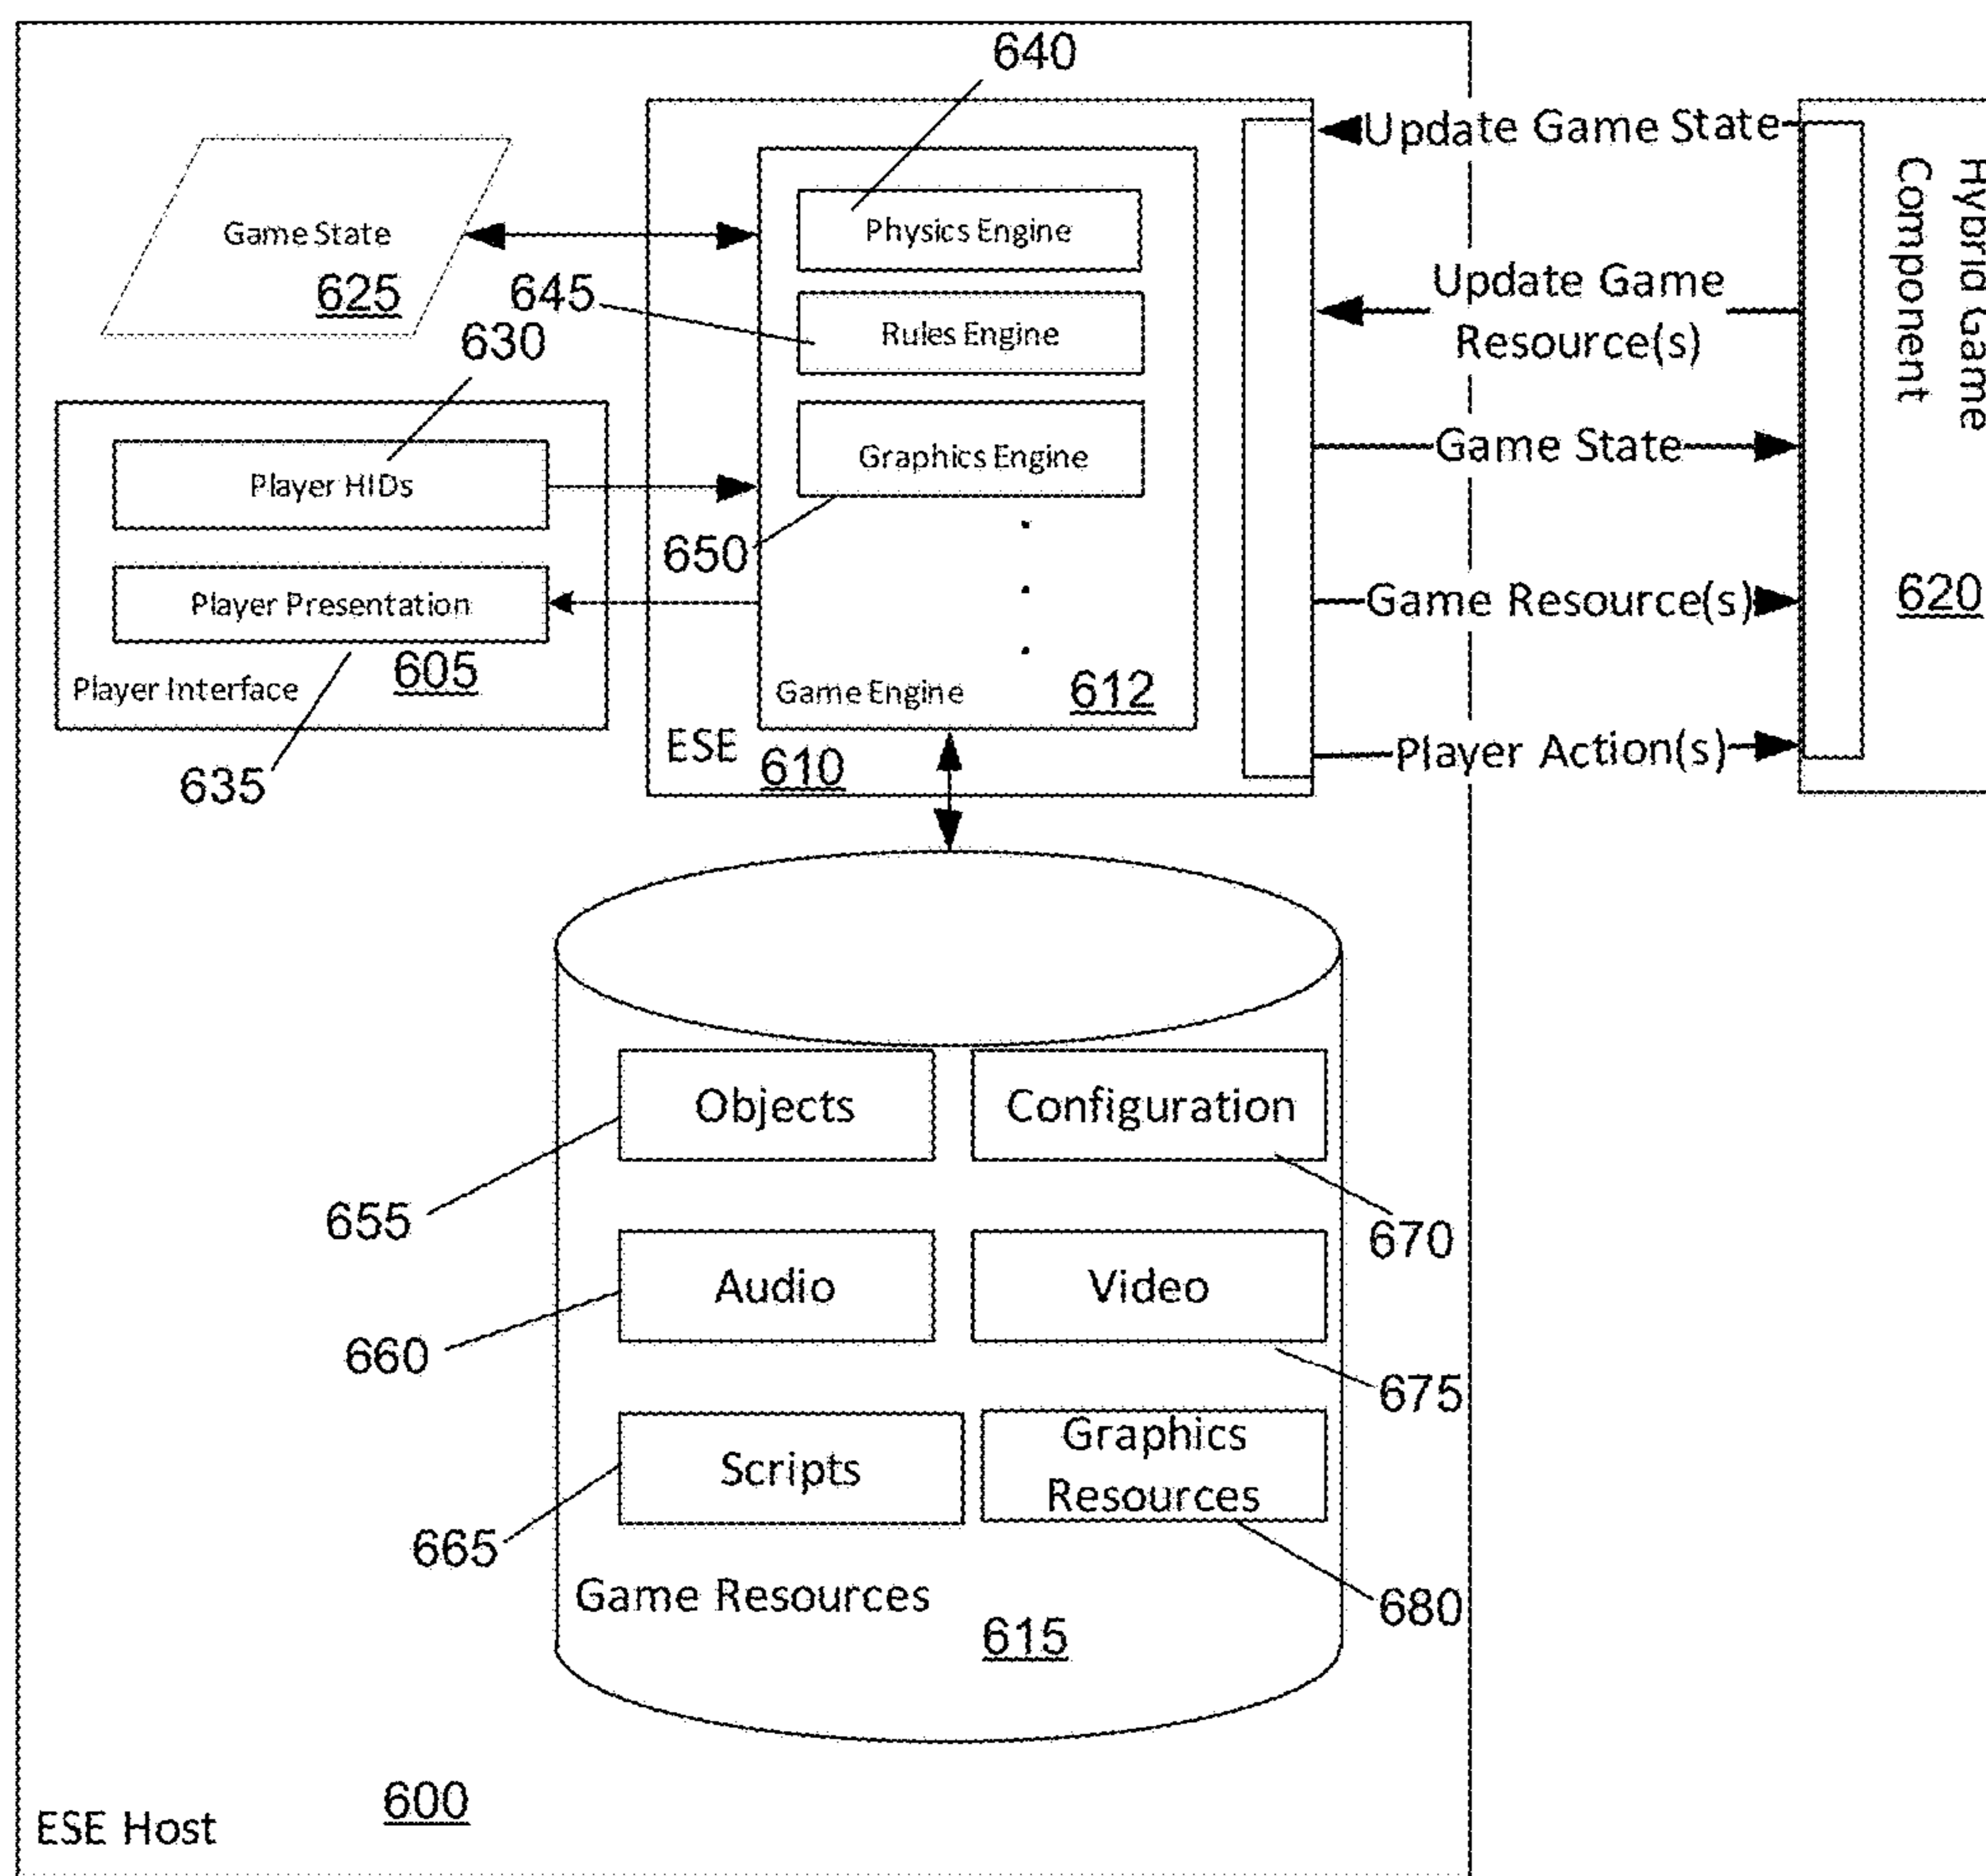 640
Update Game State
Hybrid Game
Component
Physics Engine
Game State
625
645
Update Game
Resource(s)
Rules Engine
630
Game State
Graphics Engine
Player HIDs
650
620
Game Resource(s)
Player Presentation
605
Player Interface
Game Engine
612
ESE
610
Player Action(s)
635
Objects
Configuration
655
670
Audio
Video
660
675
Scripts
Graphics
Resources
665
Game Resources
680
615
600
ESE Host